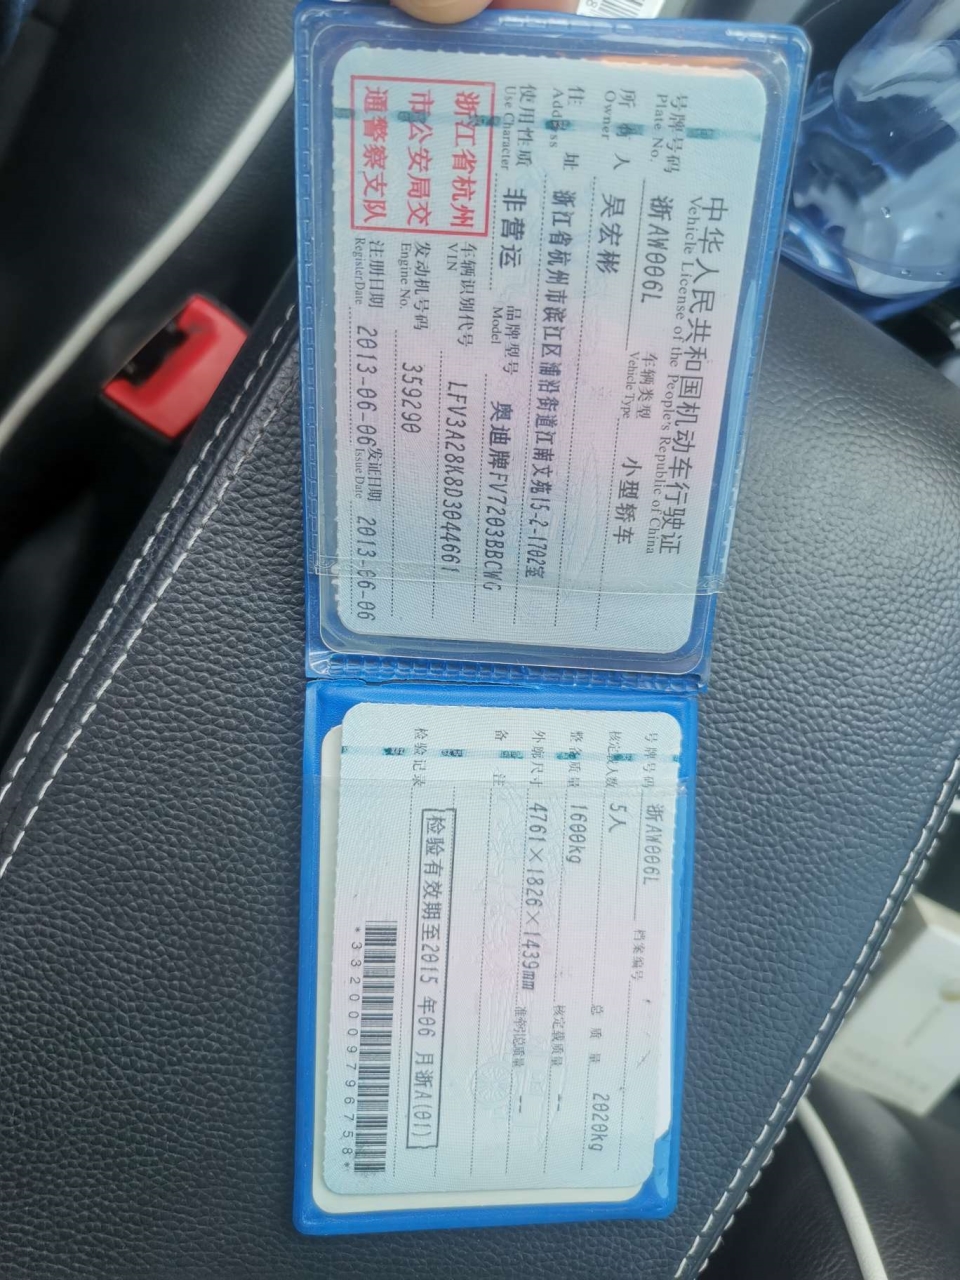 中华人民共和国机动车行驶证
Vehicle License of the People's Republic of China
号牌号码 浙AW006L 车辆类型 小型轿车
Plate No. Vehicle Type
所有人 吴宏彬
Owner
住址 浙江省杭州市滨江区浦沿街道江南文苑15-2-1702室
Address
使用性质 非营运 品牌型号 奥迪牌FV7203BBCWG
Use Character Model
浙江省杭州
市公安局交
通警察支队
车辆识别代号 LFV3A28K8D3044661
VIN
发动机号码 359290
Engine No.
注册日期 2013-06-06 发证日期 2013-06-06
Register Date Issue Date
号牌号码 浙AW006L 档案编号
核定载人数 5人 总质量 2020kg
整备质量 1600kg 核定载质量 --
外廓尺寸 4761×1826×1439mm 准牵引总质量 --
备注
检验记录 检验有效期至2015年06月浙A(01)
*3320009796758*